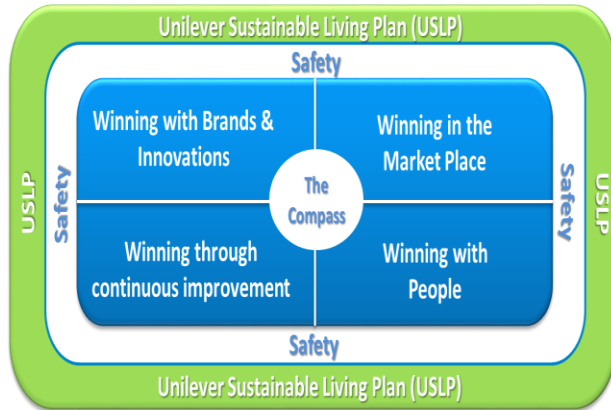 Unilever Sustainable Living Plan (USLP)
Safety
Winning with Brands &
Innovations
Winning in the
Market Place
USLP
Safety
The
Compass
Safety
USLP
Winning through
continuous improvement
Winning with
People
Safety
Unilever Sustainable Living Plan (USLP)